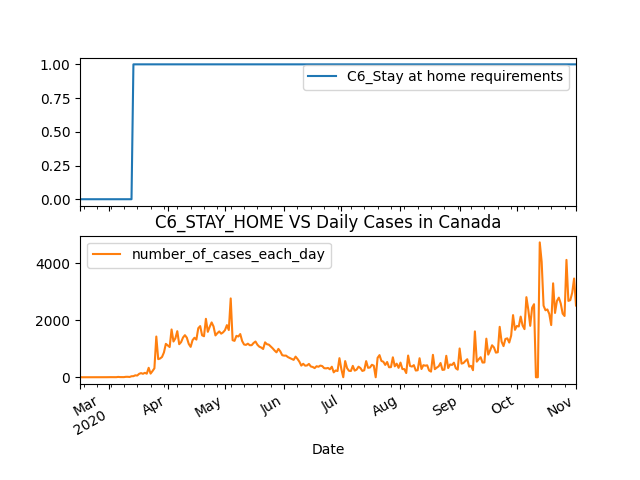 1.00
0.75
0.50
0.25
0.00
C6_Stay at home requirements
C6_STAY_HOME VS Daily Cases in Canada
4000
2000
0
number_of_cases_each_day
Mar
2020
Apr
May
Jun
Jul
Aug
Sep
Oct
Nov
Date